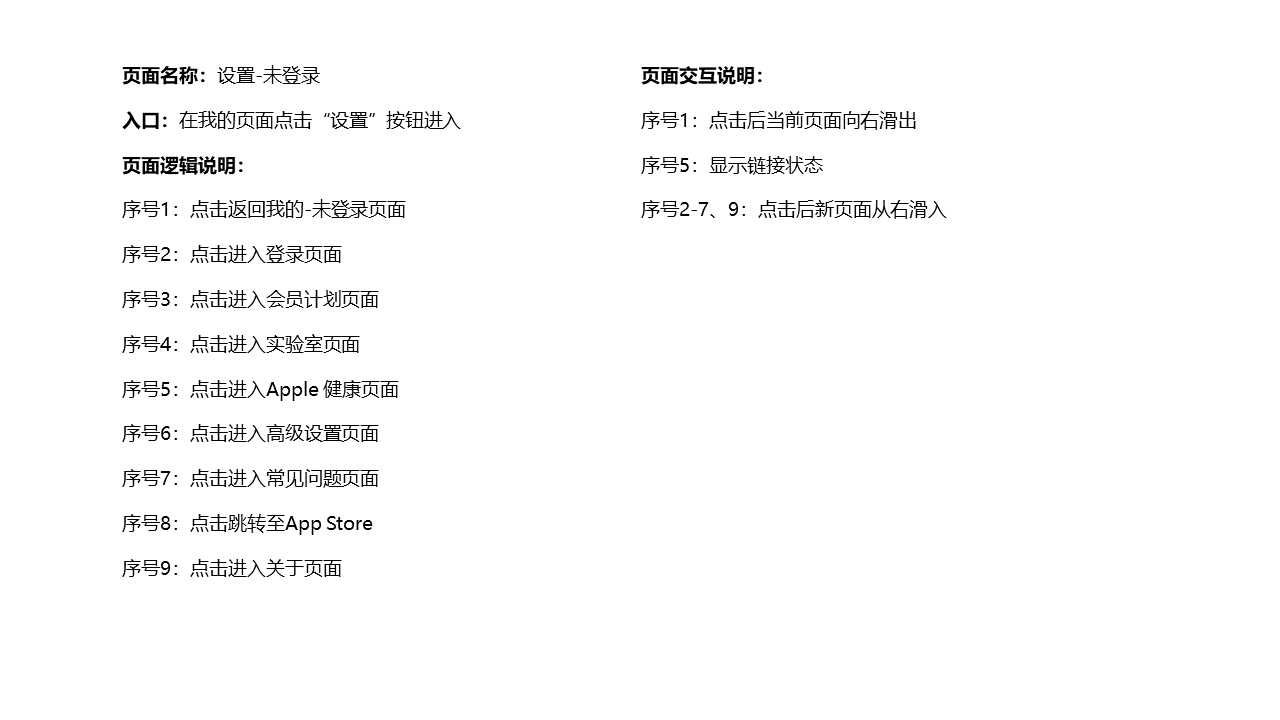 页面名称：设置-未登录
入口：在我的页面点击“设置”按钮进入
页面逻辑说明：
序号1：点击返回我的-未登录页面
序号2：点击进入登录页面
序号3：点击进入会员计划页面
序号4：点击进入实验室页面
序号5：点击进入Apple 健康页面
序号6：点击进入高级设置页面
序号7：点击进入常见问题页面
序号8：点击跳转至App Store
序号9：点击进入关于页面
页面交互说明：
序号1：点击后当前页面向右滑出
序号5：显示链接状态
序号2-7、9：点击后新页面从右滑入